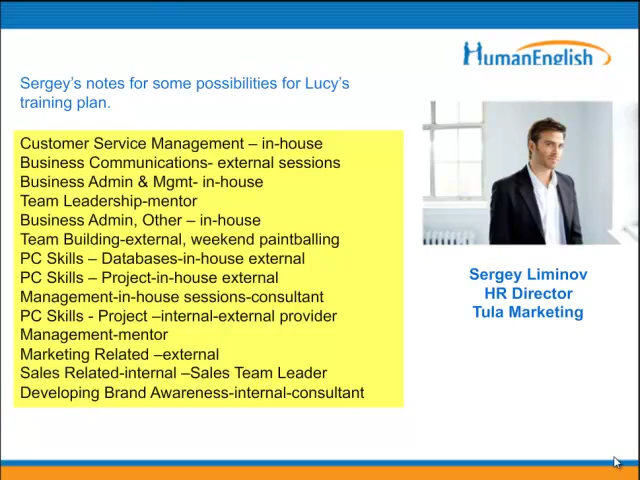 HumanEnglish
Sergey’s notes for some possibilities for Lucy’s
training plan.
Customer Service Management – in-house
Business Communications- external sessions
Business Admin & Mgmt- in-house
Team Leadership-mentor
Business Admin, Other – in-house
Team Building-external, weekend paintballing
PC Skills – Databases-in-house external
PC Skills – Project-in-house external
Management-in-house sessions-consultant
PC Skills - Project –internal-external provider
Management-mentor
Marketing Related –external
Sales Related-internal –Sales Team Leader
Developing Brand Awareness-internal-consultant
Sergey Liminov
HR Director
Tula Marketing